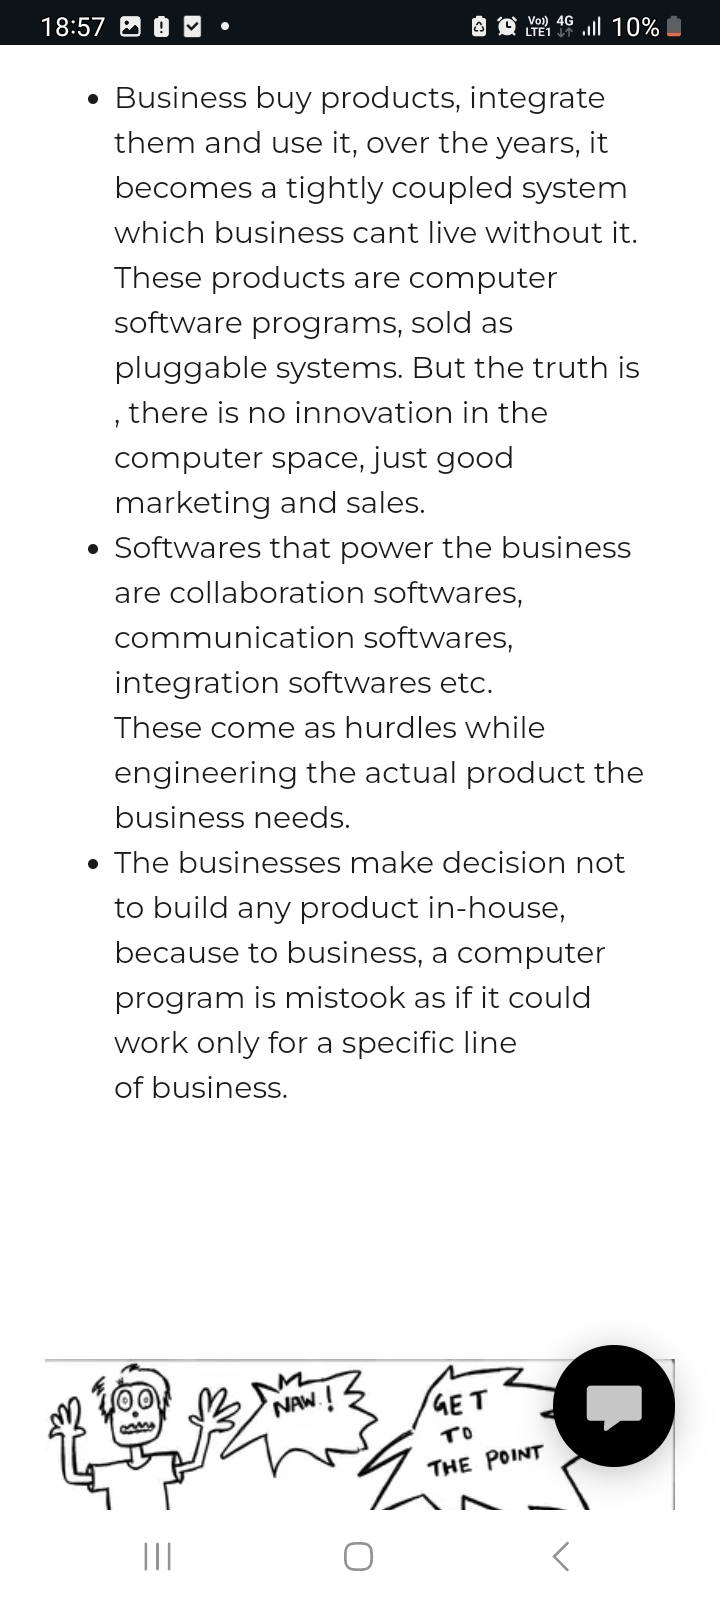 18:57 Vo)) 4G LTE1 10%
Business buy products, integrate
them and use it, over the years, it
becomes a tightly coupled system
which business cant live without it.
These products are computer
software programs, sold as
pluggable systems. But the truth is
, there is no innovation in the
computer space, just good
marketing and sales.
Softwares that power the business
are collaboration softwares,
communication softwares,
integration softwares etc.
These come as hurdles while
engineering the actual product the
business needs.
The businesses make decision not
to build any product in-house,
because to business, a computer
program is mistook as if it could
work only for a specific line
of business.
NAW!
GET
TO
THE POINT